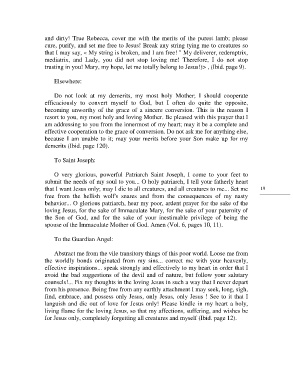 and dirty! True Rebecca, cover me with the merits of the purest lamb; please
cure, purify, and set me free to Jesus! Break any string tying me to creatures so
that I may say, « My string is broken, and I am free! " My deliverer, redemptrix,
mediatrix, and Lady, you did not stop loving me! Therefore, I do not stop
trusting in you! Mary, my hope, let me totally belong to Jesus!» , (Ibid. page 9).
Elsewhere:
Do not look at my demerits, my most holy Mother; I should cooperate
efficaciously to convert myself to God, but I often do quite the opposite,
becoming unworthy of the grace of a sincere conversion. This is the reason I
resort to you, my most holy and loving Mother. Be pleased with this prayer that I
am addressing to you from the innermost of my heart; may it be a complete and
effective cooperation to the grace of conversion. Do not ask me for anything else,
because I am unable to it; may your merits before your Son make up for my
demerits (Ibid. page 120).
To Saint Joseph:
O very glorious, powerful Patriarch Saint Joseph, I come to your feet to
submit the needs of my soul to you... O holy patriarch, I tell your fatherly heart
that I want Jesus only; may I die to all creatures, and all creatures to me... Set me
free from the hellish wolf's snares and from the consequences of my nasty
behavior... O glorious patriarch, hear my poor, ardent prayer for the sake of the
loving Jesus, for the sake of Immaculate Mary, for the sake of your paternity of
the Son of God, and for the sake of your inestimable privilege of being the
spouse of the Immaculate Mother of God. Amen (Vol. 6, pages 10, 11).
To the Guardian Angel:
Abstract me from the vile transitory things of this poor world. Loose me from
the worldly bonds originated from my sins... correct me with your heavenly,
effective inspirations... speak strongly and effectively to my heart in order that I
avoid the bad suggestions of the devil and of nature, but follow your salutary
counsels!... Fix my thoughts in the loving Jesus in such a way that I never depart
from his presence. Being free from any earthly attachment I may seek, long, sigh,
find, embrace, and possess only Jesus, only Jesus, only Jesus ! See to it that I
languish and die out of love for Jesus only! Please kindle in my heart a holy,
living flame for the loving Jesus, so that my affections, suffering, and wishes be
for Jesus only, completely forgetting all creatures and myself (Ibid. page 12).